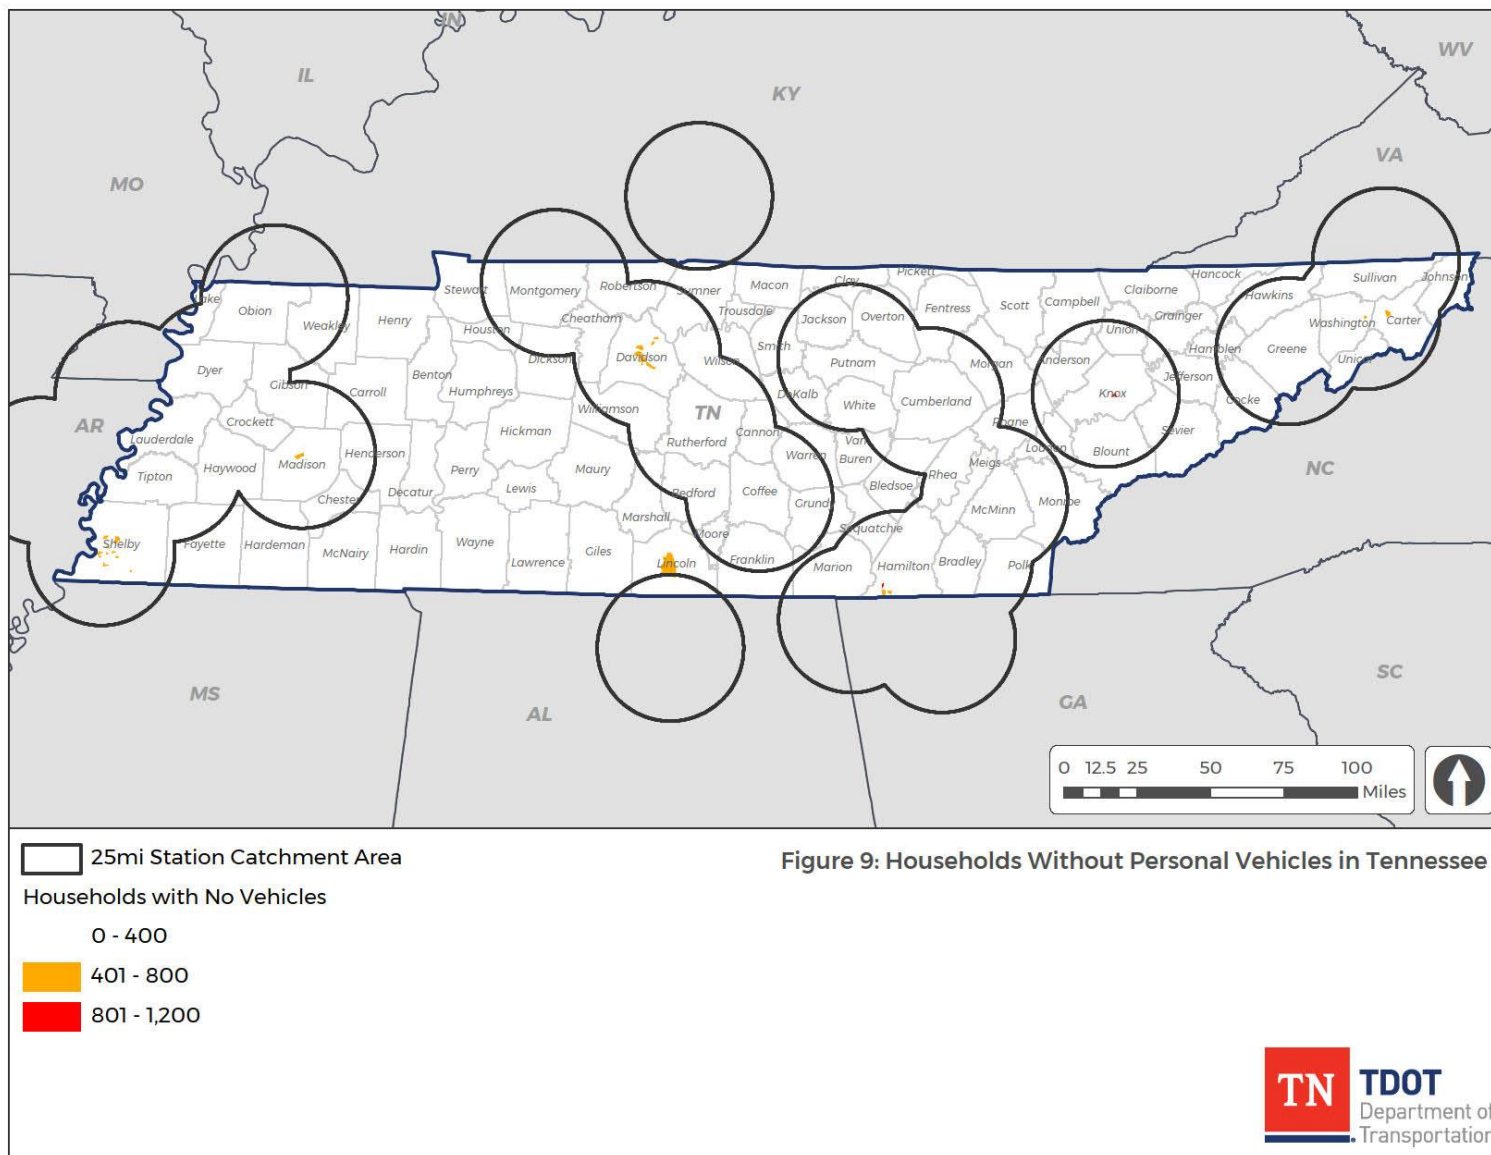 IN
WV
IL
KY
VA
MO
Pickett
Hancock
Johnson
Sullivan
Stewart
Montgomery
Robertson
Sumner
Macon
Clay
Claiborne
Hawkins
Lake
Obion
Weakley
Henry
Houston
Cheatham
Trousdale
Jackson
Overton
Fentress
Scott
Campbell
Union
Grainger
Washington
Carter
Dyer
Gibson
Carroll
Benton
Humphreys
Dickson
Davidson
Wilson
Smith
Putnam
Morgan
Anderson
Hamblen
Greene
Unicoi
AR
Crockett
Williamson
TN
DeKalb
White
Cumberland
Knox
Jefferson
Cocke
Lauderdale
Tipton
Haywood
Madison
Henderson
Hickman
Rutherford
Cannon
Van
Buren
Roane
Loudon
Blount
Sevier
NC
Chester
Decatur
Perry
Lewis
Maury
Bedford
Coffee
Warren
Grundy
Bledsoe
Rhea
Meigs
McMinn
Monroe
Shelby
Fayette
Hardeman
McNairy
Hardin
Wayne
Lawrence
Giles
Marshall
Moore
Lincoln
Franklin
Marion
Sequatchie
Hamilton
Bradley
Polk
MS
AL
GA
SC
0 12.5 25 50 75 100
Miles
25mi Station Catchment Area
Figure 9: Households Without Personal Vehicles in Tennessee
Households with No Vehicles
0 - 400
401 - 800
801 - 1,200
TN
TDOT
Department of
Transportation